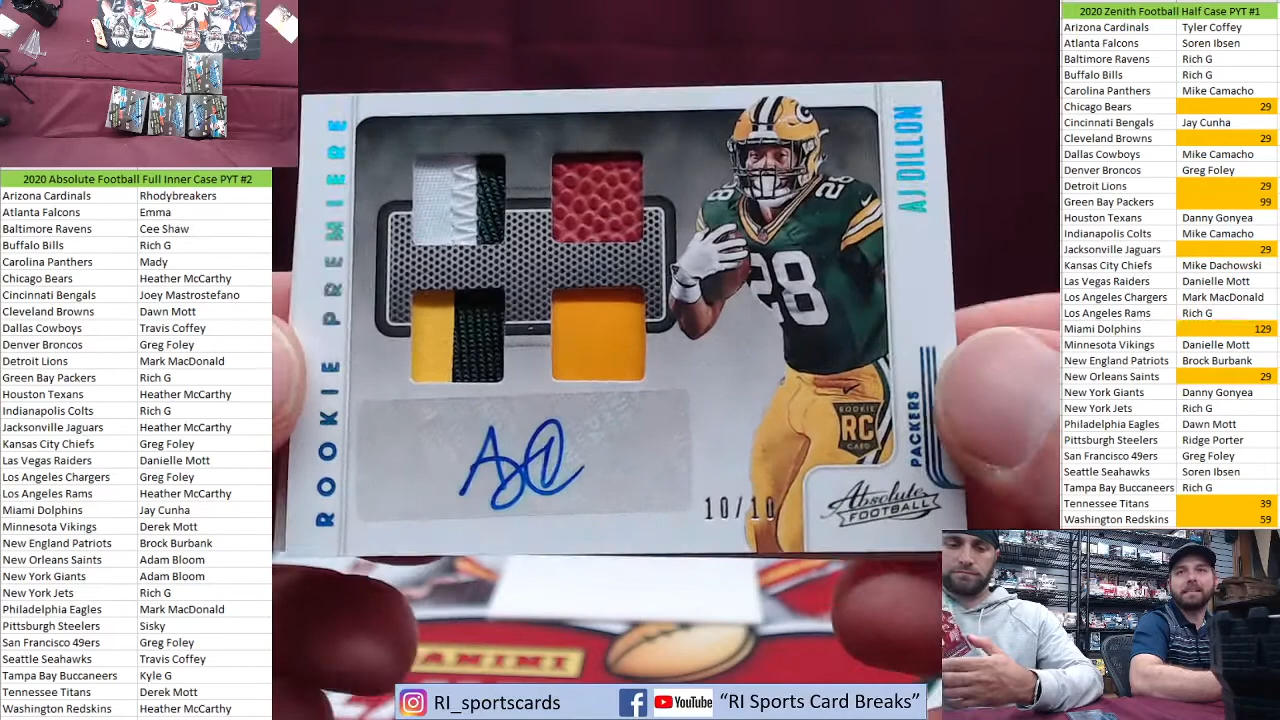 2020 Absolute Football Full Inner Case PYT #2
Arizona Cardinals Rhodybreakers
Atlanta Falcons Emma
Baltimore Ravens Cee Shaw
Buffalo Bills Rich G
Carolina Panthers Mady
Chicago Bears Heather McCarthy
Cincinnati Bengals Joey Mastrostefano
Cleveland Browns Dawn Mott
Dallas Cowboys Travis Coffey
Denver Broncos Greg Foley
Detroit Lions Mark MacDonald
Green Bay Packers Rich G
Houston Texans Heather McCarthy
Indianapolis Colts Rich G
Jacksonville Jaguars Heather McCarthy
Kansas City Chiefs Greg Foley
Las Vegas Raiders Danielle Mott
Los Angeles Chargers Greg Foley
Los Angeles Rams Heather McCarthy
Miami Dolphins Jay Cunha
Minnesota Vikings Derek Mott
New England Patriots Brock Burbank
New Orleans Saints Adam Bloom
New York Giants Adam Bloom
New York Jets Rich G
Philadelphia Eagles Mark MacDonald
Pittsburgh Steelers Sisky
San Francisco 49ers Greg Foley
Seattle Seahawks Travis Coffey
Tampa Bay Buccaneers Kyle G
Tennessee Titans Derek Mott
Washington Redskins Heather McCarthy
ROOKIE PREMIERE
AJ DILLON
28
28
28
ROOKIE
RC
CARD
PACKERS
10/10
Absolute
FOOTBALL
PANINI
RI_sportscards
YouTube
"RI Sports Card Breaks"
2020 Zenith Football Half Case PYT #1
Arizona Cardinals Tyler Coffey
Atlanta Falcons Soren Ibsen
Baltimore Ravens Rich G
Buffalo Bills Rich G
Carolina Panthers Mike Camacho
Chicago Bears 29
Cincinnati Bengals Jay Cunha
Cleveland Browns 29
Dallas Cowboys Mike Camacho
Denver Broncos Greg Foley
Detroit Lions 29
Green Bay Packers 99
Houston Texans Danny Gonyea
Indianapolis Colts Mike Camacho
Jacksonville Jaguars 29
Kansas City Chiefs Mike Dachowski
Las Vegas Raiders Danielle Mott
Los Angeles Chargers Mark MacDonald
Los Angeles Rams Rich G
Miami Dolphins 129
Minnesota Vikings Danielle Mott
New England Patriots Brock Burbank
New Orleans Saints 29
New York Giants Danny Gonyea
New York Jets Rich G
Philadelphia Eagles Dawn Mott
Pittsburgh Steelers Ridge Porter
San Francisco 49ers Greg Foley
Seattle Seahawks Soren Ibsen
Tampa Bay Buccaneers Rich G
Tennessee Titans 39
Washington Redskins 59